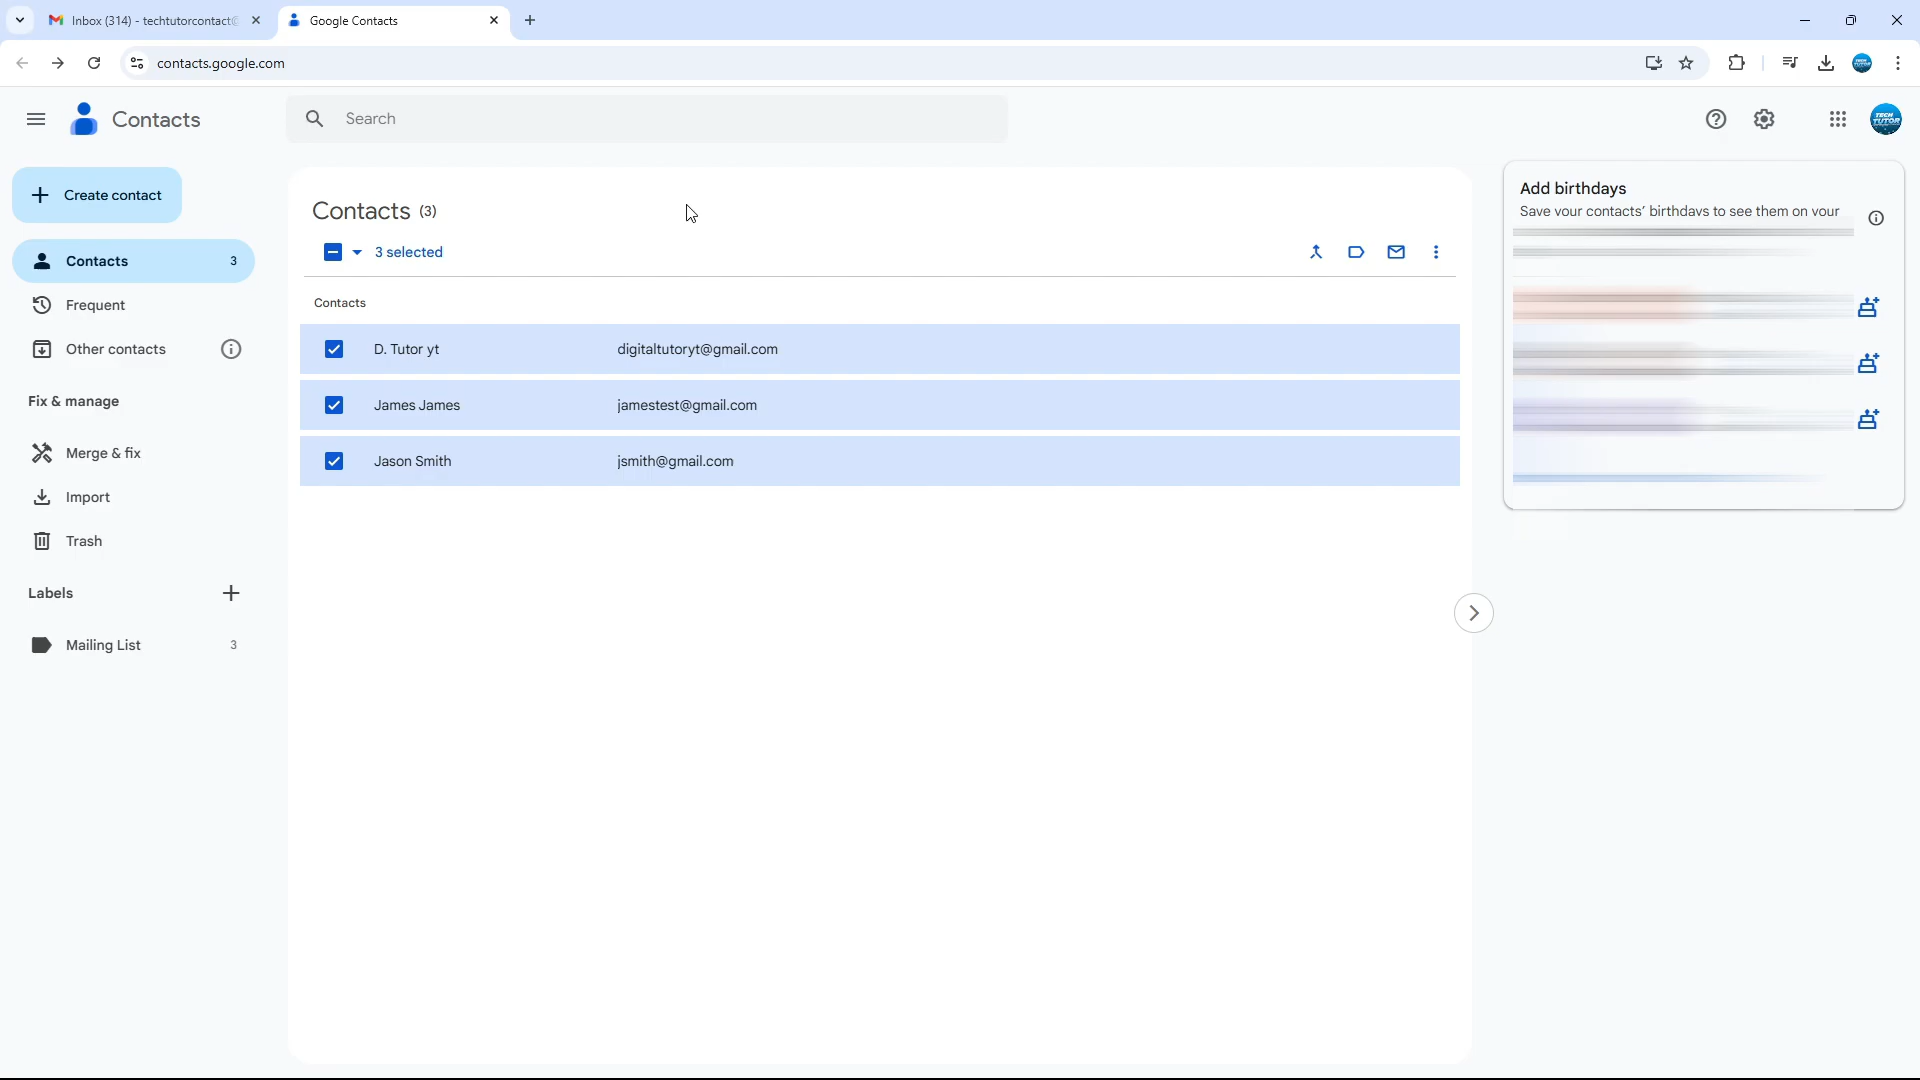 Inbox (314) - techtutorcontact@
Google Contacts
contacts.google.com
Contacts
Search
TECH TUTOR
Create contact
Contacts 3
Frequent
Other contacts
Fix & manage
Merge & fix
Import
Trash
Labels
Mailing List 3
Contacts (3)
3 selected
Contacts
D. Tutor yt digitaltutoryt@gmail.com
James James jamestest@gmail.com
Jason Smith jsmith@gmail.com
Add birthdays
Save your contacts' birthdays to see them on your